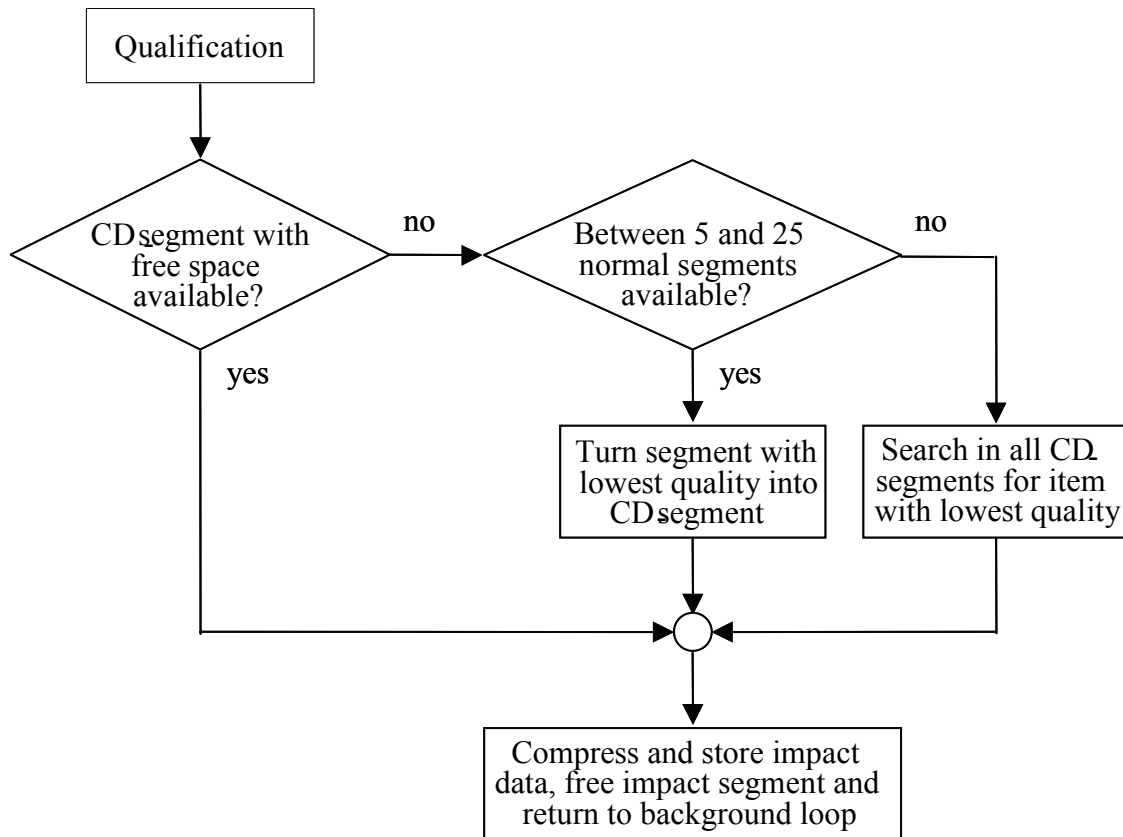 Qualification
CD-segment with
free space
available?
no
yes
Between 5 and 25
normal segments
available?
no
yes
Turn segment with
lowest quality into
CD-segment
Search in all CD-
segments for item
with lowest quality
Compress and store impact
data, free impact segment and
return to background loop